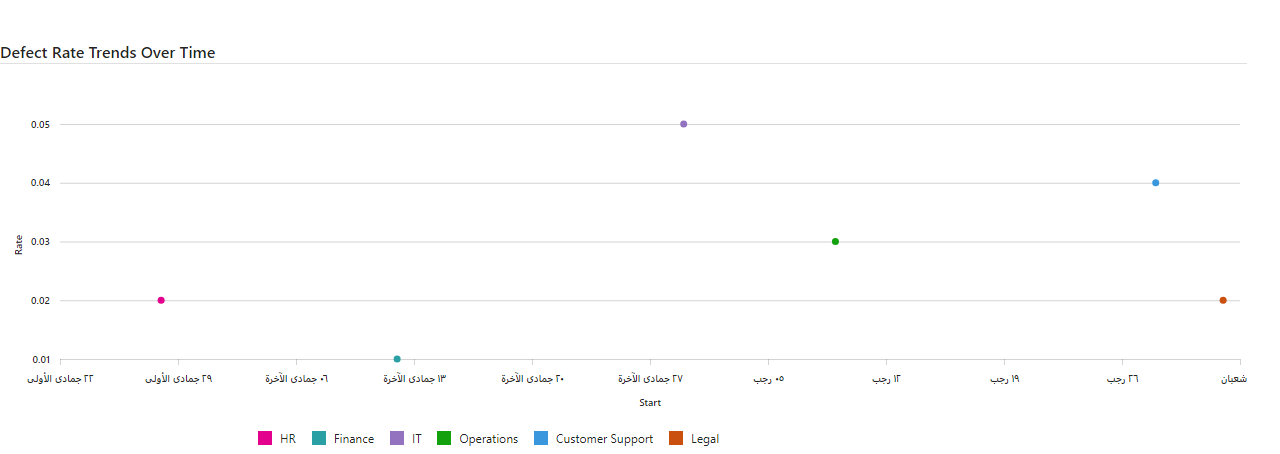 Defect Rate Trends Over Time
0.05
0.04
0.03
0.02
0.01
Rate
٢٢ جمادى الأولى
٢٩ جمادى الأولى
٠٦ جمادى الآخرة
١٣ جمادى الآخرة
٢٠ جمادى الآخرة
٢٧ جمادى الآخرة
٠٥ رجب
١٢ رجب
١٩ رجب
٢٦ رجب
شعبان
Start
HR Finance IT Operations Customer Support Legal